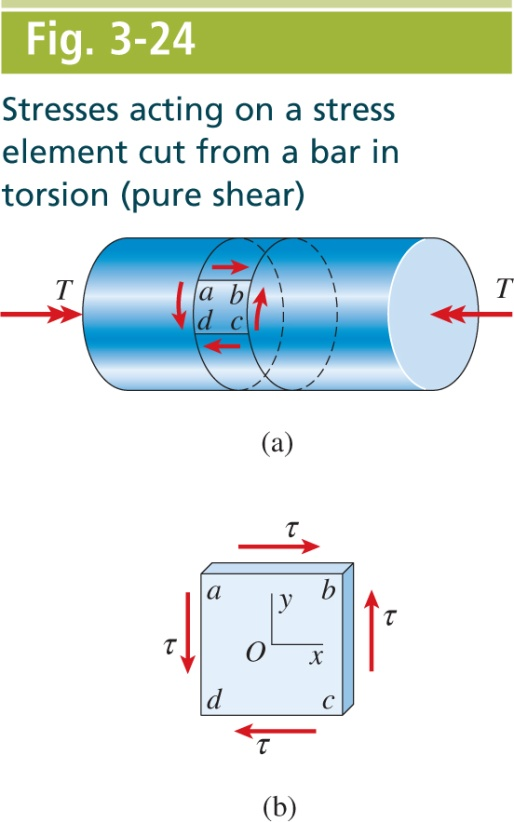 Fig. 3-24
Stresses acting on a stress
element cut from a bar in
torsion (pure shear)
T
T
a b
d c
(a)
τ
a b
y
τ
τ
O x
d c
τ
(b)